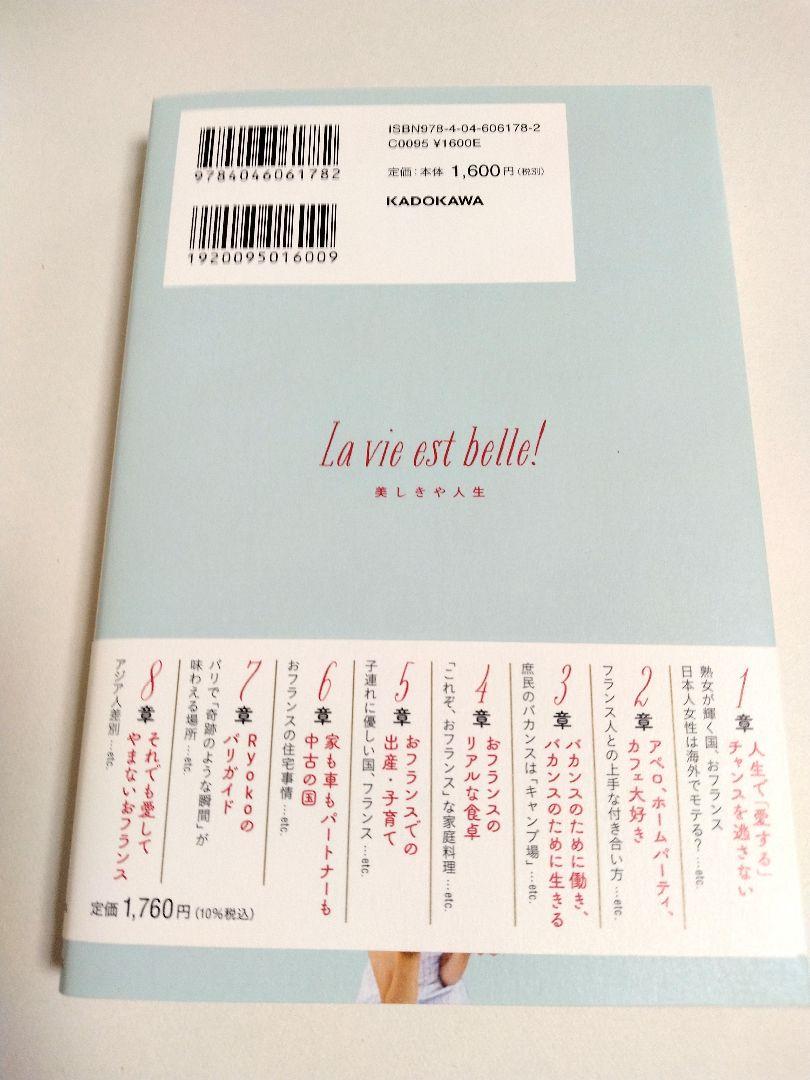 ISBN978-4-04-606178-2
C0095 ¥1600E
定価：本体1,600円(税別)
KADOKAWA
9784046061782
1920095016009
La vie est belle!
美しきや人生
1章 人生で「愛する」
チャンスを逃さない
熟女が輝く国、おフランス
日本人女性は海外でモテる？…etc.
2章 アペロ、ホームパーティ、
カフェ大好き
フランス人との上手な付き合い方…etc.
3章 バカンスのために働き、
バカンスのために生きる
庶民のバカンスは「キャンプ場」…etc.
4章 おフランスの
リアルな食卓
「これぞ、おフランス」な家庭料理…etc.
5章 おフランスでの
出産・子育て
子連れに優しい国、フランス…etc.
6章 家も車もパートナーも
中古の国
おフランスの住宅事情…etc.
7章 Ryokoの
パリガイド
パリで「奇跡のような瞬間」が
味わえる場所…etc.
8章 それでも愛して
やまないおフランス
アジア人差別…etc.
定価1,760円(10%税込)